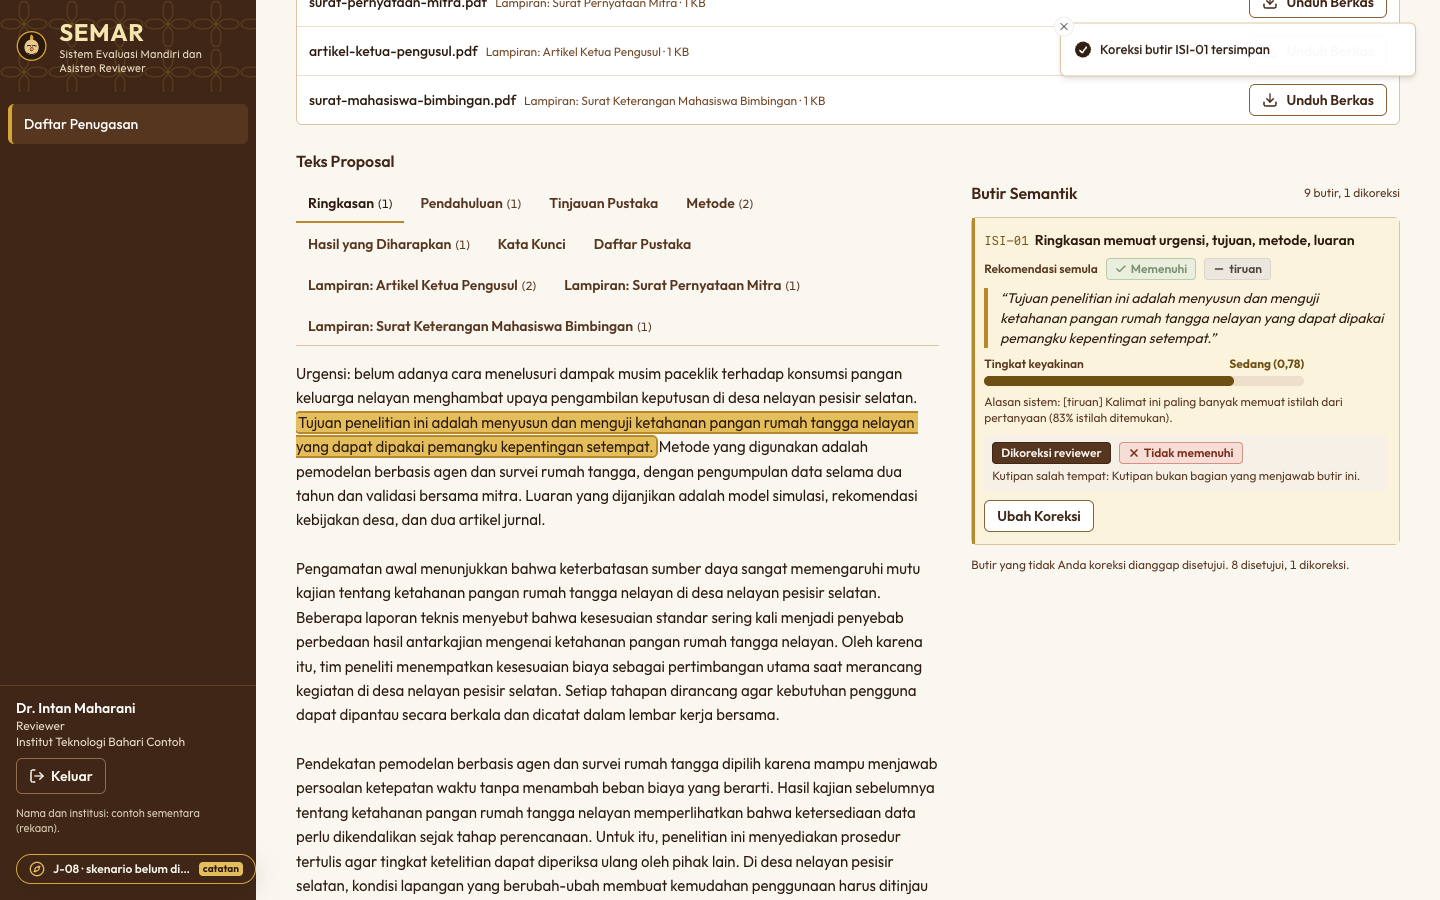 SEMAR
Sistem Evaluasi Mandiri dan
Asisten Reviewer
Daftar Penugasan
Dr. Intan Maharani
Reviewer
Institut Teknologi Bahari Contoh
Keluar
Nama dan institusi: contoh sementara
(rekaan).
J-08 · skenario belum di... catatan
surat-pernyataan-mitra.pdf Lampiran: Surat Pernyataan Mitra · 1 KB Unduh Berkas
Koreksi butir ISI-01 tersimpan
artikel-ketua-pengusul.pdf Lampiran: Artikel Ketua Pengusul · 1 KB Unduh Berkas
surat-mahasiswa-bimbingan.pdf Lampiran: Surat Keterangan Mahasiswa Bimbingan · 1 KB Unduh Berkas
Teks Proposal
Ringkasan (1) Pendahuluan (1) Tinjauan Pustaka Metode (2)
Hasil yang Diharapkan (1) Kata Kunci Daftar Pustaka
Lampiran: Artikel Ketua Pengusul (2) Lampiran: Surat Pernyataan Mitra (1)
Lampiran: Surat Keterangan Mahasiswa Bimbingan (1)
Urgensi: belum adanya cara menelusuri dampak musim paceklik terhadap konsumsi pangan
keluarga nelayan menghambat upaya pengambilan keputusan di desa nelayan pesisir selatan.
Tujuan penelitian ini adalah menyusun dan menguji ketahanan pangan rumah tangga nelayan
yang dapat dipakai pemangku kepentingan setempat. Metode yang digunakan adalah
pemodelan berbasis agen dan survei rumah tangga, dengan pengumpulan data selama dua
tahun dan validasi bersama mitra. Luaran yang dijanjikan adalah model simulasi, rekomendasi
kebijakan desa, dan dua artikel jurnal.
Pengamatan awal menunjukkan bahwa keterbatasan sumber daya sangat memengaruhi mutu
kajian tentang ketahanan pangan rumah tangga nelayan di desa nelayan pesisir selatan.
Beberapa laporan teknis menyebut bahwa kesesuaian standar sering kali menjadi penyebab
perbedaan hasil antarkajian mengenai ketahanan pangan rumah tangga nelayan. Oleh karena
itu, tim peneliti menempatkan kesesuaian biaya sebagai pertimbangan utama saat merancang
kegiatan di desa nelayan pesisir selatan. Setiap tahapan dirancang agar kebutuhan pengguna
dapat dipantau secara berkala dan dicatat dalam lembar kerja bersama.
Pendekatan pemodelan berbasis agen dan survei rumah tangga dipilih karena mampu menjawab
persoalan ketepatan waktu tanpa menambah beban biaya yang berarti. Hasil kajian sebelumnya
tentang ketahanan pangan rumah tangga nelayan memperlihatkan bahwa ketersediaan data
perlu dikendalikan sejak tahap perencanaan. Untuk itu, penelitian ini menyediakan prosedur
tertulis agar tingkat ketelitian dapat diperiksa ulang oleh pihak lain. Di desa nelayan pesisir
selatan, kondisi lapangan yang berubah-ubah membuat kemudahan penggunaan harus ditinjau
Butir Semantik 9 butir, 1 dikoreksi
ISI-01 Ringkasan memuat urgensi, tujuan, metode, luaran
Rekomendasi semula Memenuhi tiruan
“Tujuan penelitian ini adalah menyusun dan menguji
ketahanan pangan rumah tangga nelayan yang dapat dipakai
pemangku kepentingan setempat.”
Tingkat keyakinan Sedang (0,78)
Alasan sistem: [tiruan] Kalimat ini paling banyak memuat istilah dari
pertanyaan (83% istilah ditemukan).
Dikoreksi reviewer Tidak memenuhi
Kutipan salah tempat: Kutipan bukan bagian yang menjawab butir ini.
Ubah Koreksi
Butir yang tidak Anda koreksi dianggap disetujui. 8 disetujui, 1 dikoreksi.